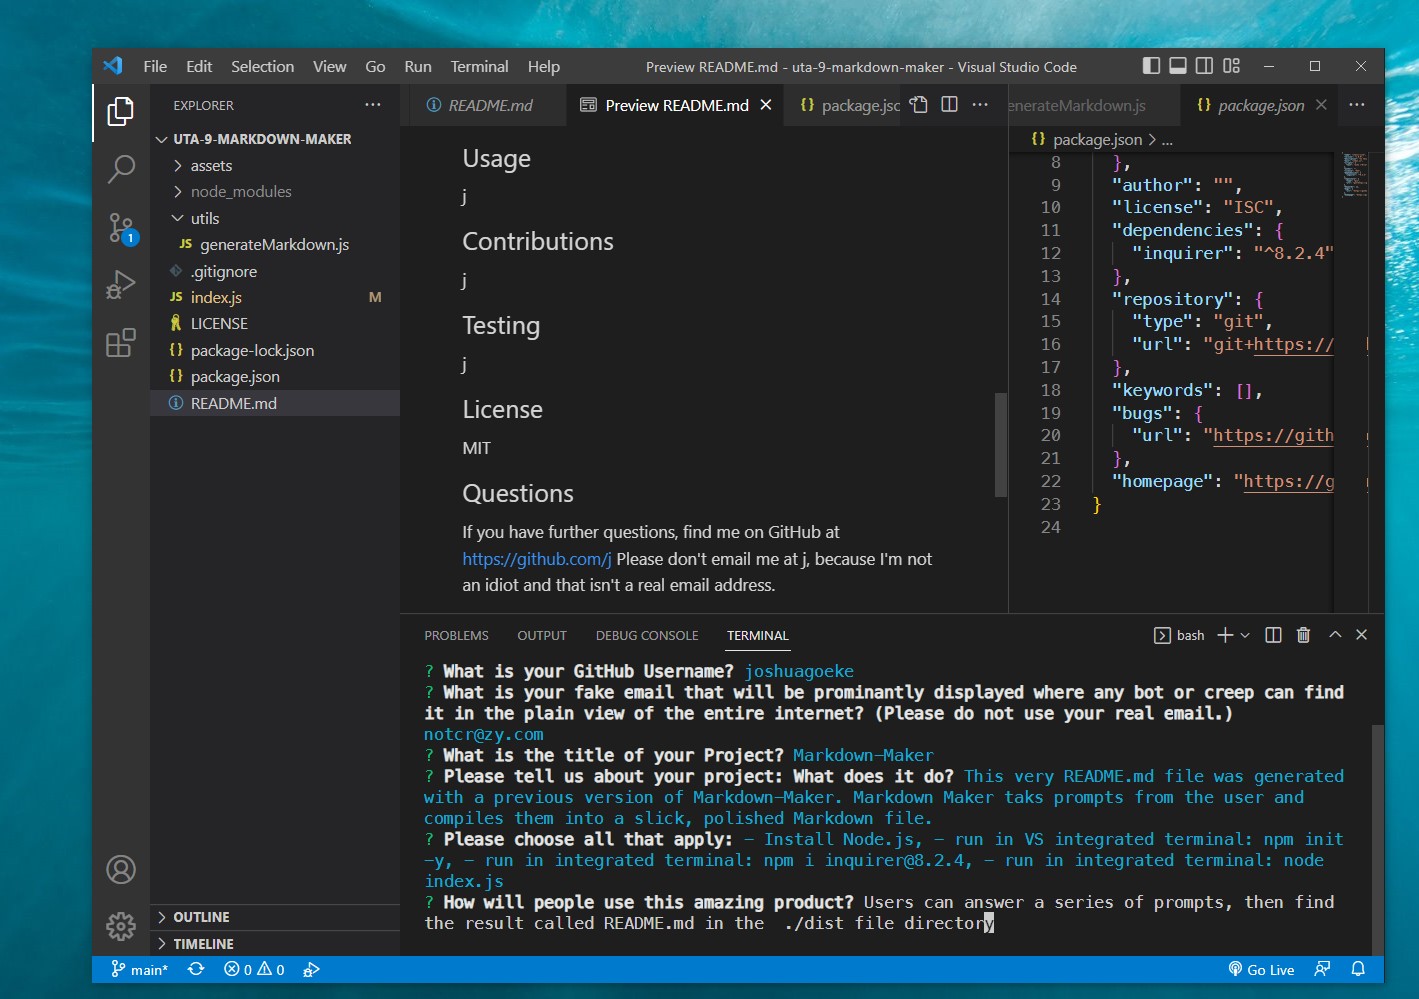 File Edit Selection View Go Run Terminal Help
Preview README.md - uta-9-markdown-maker - Visual Studio Code
EXPLORER
UTA-9-MARKDOWN-MAKER
assets
node_modules
utils
JS generateMarkdown.js
.gitignore
JS index.js M
LICENSE
{} package-lock.json
{} package.json
README.md
OUTLINE
TIMELINE
1
README.md
Preview README.md
{} package.jsc
enerateMarkdown.js
{} package.json
{} package.json > ...
Usage
j
Contributions
j
Testing
j
License
MIT
Questions
If you have further questions, find me on GitHub at
https://github.com/j Please don't email me at j, because I'm not
an idiot and that isn't a real email address.
8 },
9 "author": "",
10 "license": "ISC",
11 "dependencies": {
12 "inquirer": "^8.2.4"
13 },
14 "repository": {
15 "type": "git",
16 "url": "git+https://
17 },
18 "keywords": [],
19 "bugs": {
20 "url": "https://gith
21 },
22 "homepage": "https://g
23 }
24
PROBLEMS OUTPUT DEBUG CONSOLE TERMINAL
bash
? What is your GitHub Username? joshuagoeke
? What is your fake email that will be prominantly displayed where any bot or creep can find
it in the plain view of the entire internet? (Please do not use your real email.)
notcr@zy.com
? What is the title of your Project? Markdown-Maker
? Please tell us about your project: What does it do? This very README.md file was generated
with a previous version of Markdown-Maker. Markdown Maker taks prompts from the user and
compiles them into a slick, polished Markdown file.
? Please choose all that apply: - Install Node.js, - run in VS integrated terminal: npm init
-y, - run in integrated terminal: npm i inquirer@8.2.4, - run in integrated terminal: node
index.js
? How will people use this amazing product? Users can answer a series of prompts, then find
the result called README.md in the  ./dist file directory
main* 0 0
Go Live